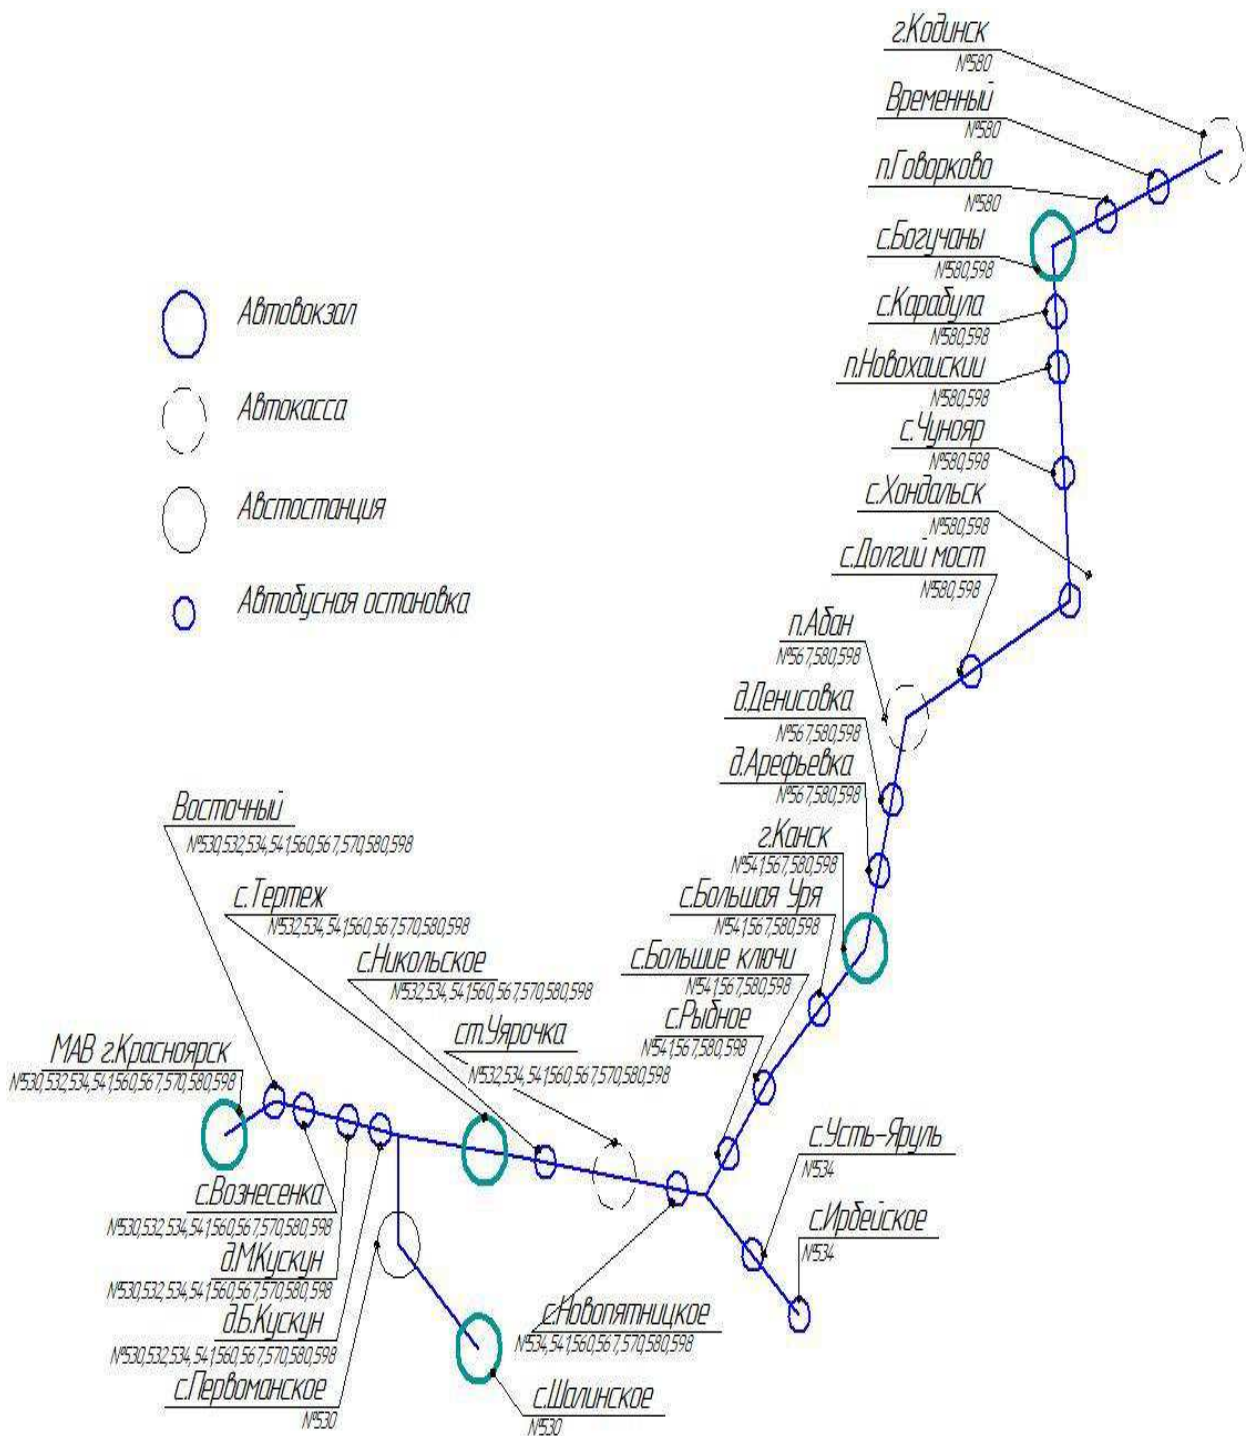 г.Кодинск
№580
Временный
№580
п.Говорково
№580
с.Богучаны
№580,598
с.Карабула
№580,598
п.Новохайский
№580,598
с.Чунояр
№580,598
с.Хондальск
№580,598
с.Долгий мост
№580,598
п.Абан
№567,580,598
д.Денисовка
№567,580,598
д.Арефьевка
№567,580,598
г.Канск
№541,567,580,598
с.Большая Уря
№541,567,580,598
с.Большие ключи
№541,567,580,598
с.Рыбное
№541,567,580,598
Автовокзал
Автокасса
Австостанция
Автобусная остановка
Восточный
№530,532,534,541,560,567,570,580,598
с.Тертеж
№532,534,541,560,567,570,580,598
с.Никольское
№532,534,541,560,567,570,580,598
ст.Уярочка
№532,534,541,560,567,570,580,598
МАВ г.Красноярск
№530,532,534,541,560,567,570,580,598
с.Вознесенка
№530,532,534,541,560,567,570,580,598
д.М.Кускун
№530,532,534,541,560,567,570,580,598
д.Б.Кускун
№530,532,534,541,560,567,570,580,598
с.Первоманское
№530
с.Шалинское
№530
с.Новопятницкое
№534,541,560,567,570,580,598
с.Усть-Яруль
№534
с.Ирбейское
№534